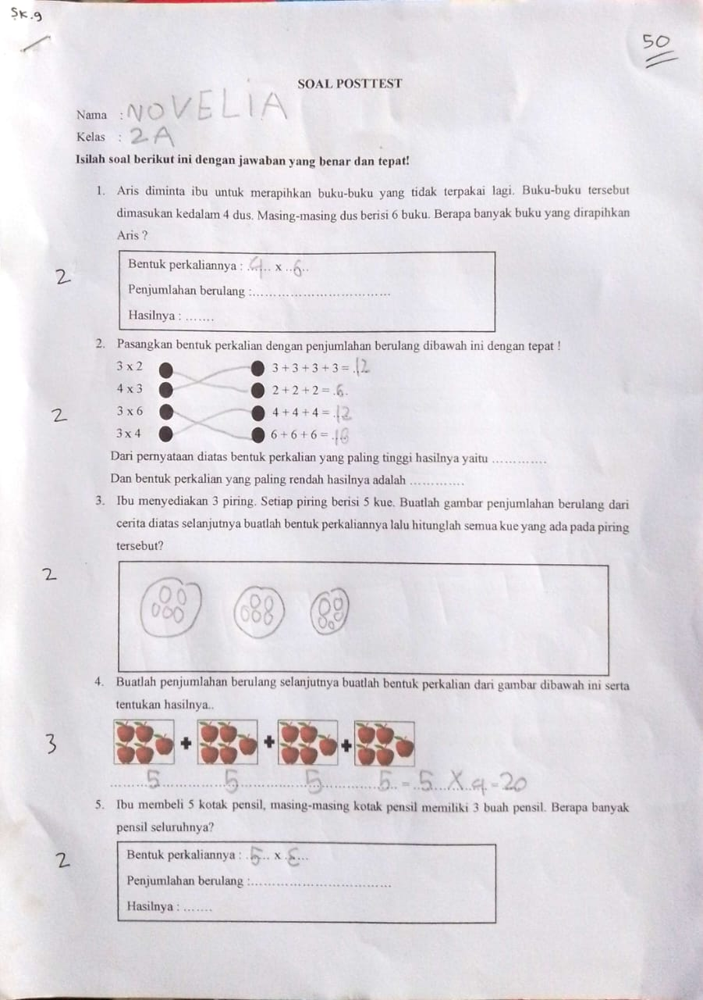 SK.9
50
SOAL POSTTEST
Nama : NOVELIA
Kelas : 2A
Isilah soal berikut ini dengan jawaban yang benar dan tepat!
1. Aris diminta ibu untuk merapihkan buku-buku yang tidak terpakai lagi. Buku-buku tersebut
dimasukan kedalam 4 dus. Masing-masing dus berisi 6 buku. Berapa banyak buku yang dirapihkan
Aris ?
Bentuk perkaliannya : ..4... x ..6..
2
Penjumlahan berulang :..................................
Hasilnya : .......
2. Pasangkan bentuk perkalian dengan penjumlahan berulang dibawah ini dengan tepat !
3 x 2 3 + 3 + 3 + 3 = .12
4 x 3 2 + 2 + 2 = .6.
2
3 x 6 4 + 4 + 4 = .12
3 x 4 6 + 6 + 6 = .18
Dari pernyataan diatas bentuk perkalian yang paling tinggi hasilnya yaitu .............
Dan bentuk perkalian yang paling rendah hasilnya adalah .............
3. Ibu menyediakan 3 piring. Setiap piring berisi 5 kue. Buatlah gambar penjumlahan berulang dari
cerita diatas selanjutnya buatlah bentuk perkaliannya lalu hitunglah semua kue yang ada pada piring
tersebut?
2
4. Buatlah penjumlahan berulang selanjutnya buatlah bentuk perkalian dari gambar dibawah ini serta
tentukan hasilnya..
3
+ + +
.......5...............5...............5.............5.. = ..5...X..4.=20
5. Ibu membeli 5 kotak pensil, masing-masing kotak pensil memiliki 3 buah pensil. Berapa banyak
pensil seluruhnya?
Bentuk perkaliannya : .5... x ....
2
Penjumlahan berulang :..................................
Hasilnya : .......